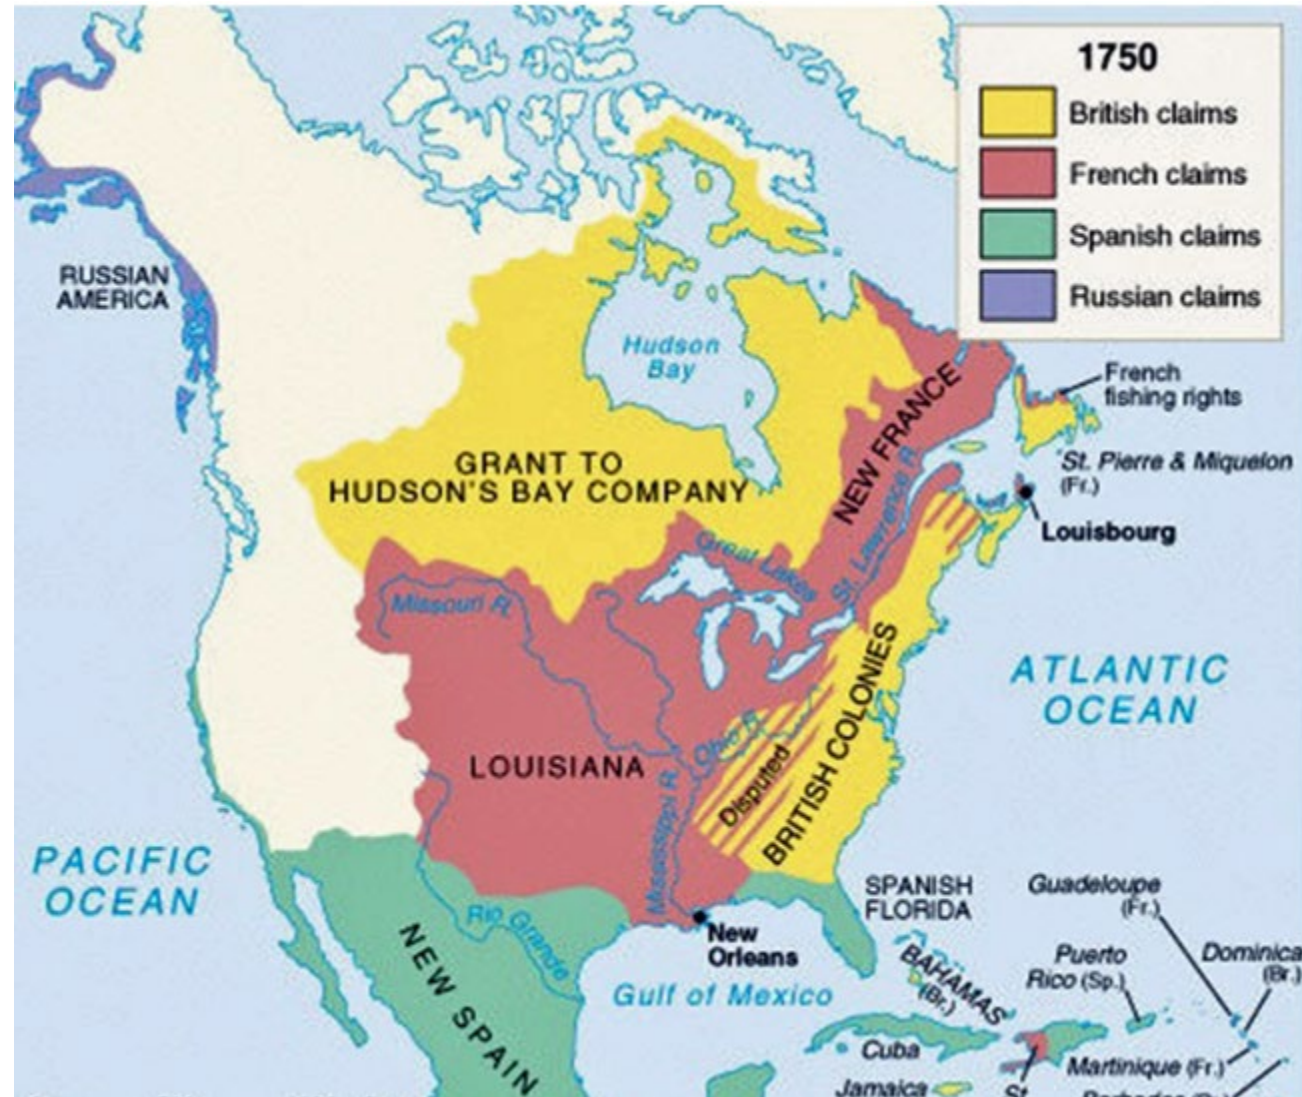 1750
British claims
French claims
Spanish claims
Russian claims
RUSSIAN
AMERICA
Hudson
Bay
French
fishing rights
GRANT TO
HUDSON'S BAY COMPANY
NEW FRANCE
St. Lawrence R.
St. Pierre & Miquelon
(Fr.)
Louisbourg
Great Lakes
Missouri R.
ATLANTIC
OCEAN
LOUISIANA
Ohio R.
Disputed
BRITISH COLONIES
Mississippi R.
PACIFIC
OCEAN
SPANISH
FLORIDA
Guadeloupe
(Fr.)
Rio Grande
New
Orleans
NEW SPAIN
Gulf of Mexico
BAHAMAS
(Br.)
Puerto
Rico (Sp.)
Dominica
(Br.)
Cuba
Martinique (Fr.)
Jamaica
St.